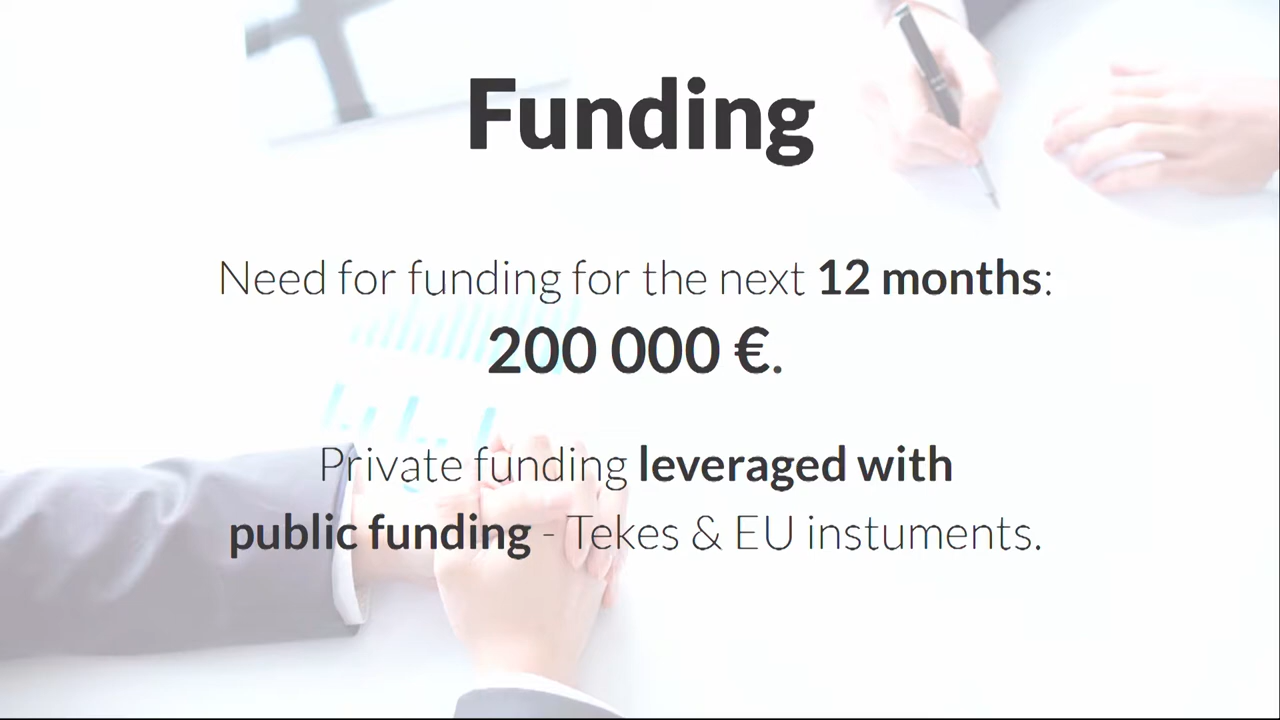 Funding
Need for funding for the next 12 months:
200 000 €.
Private funding leveraged with
public funding - Tekes & EU instuments.